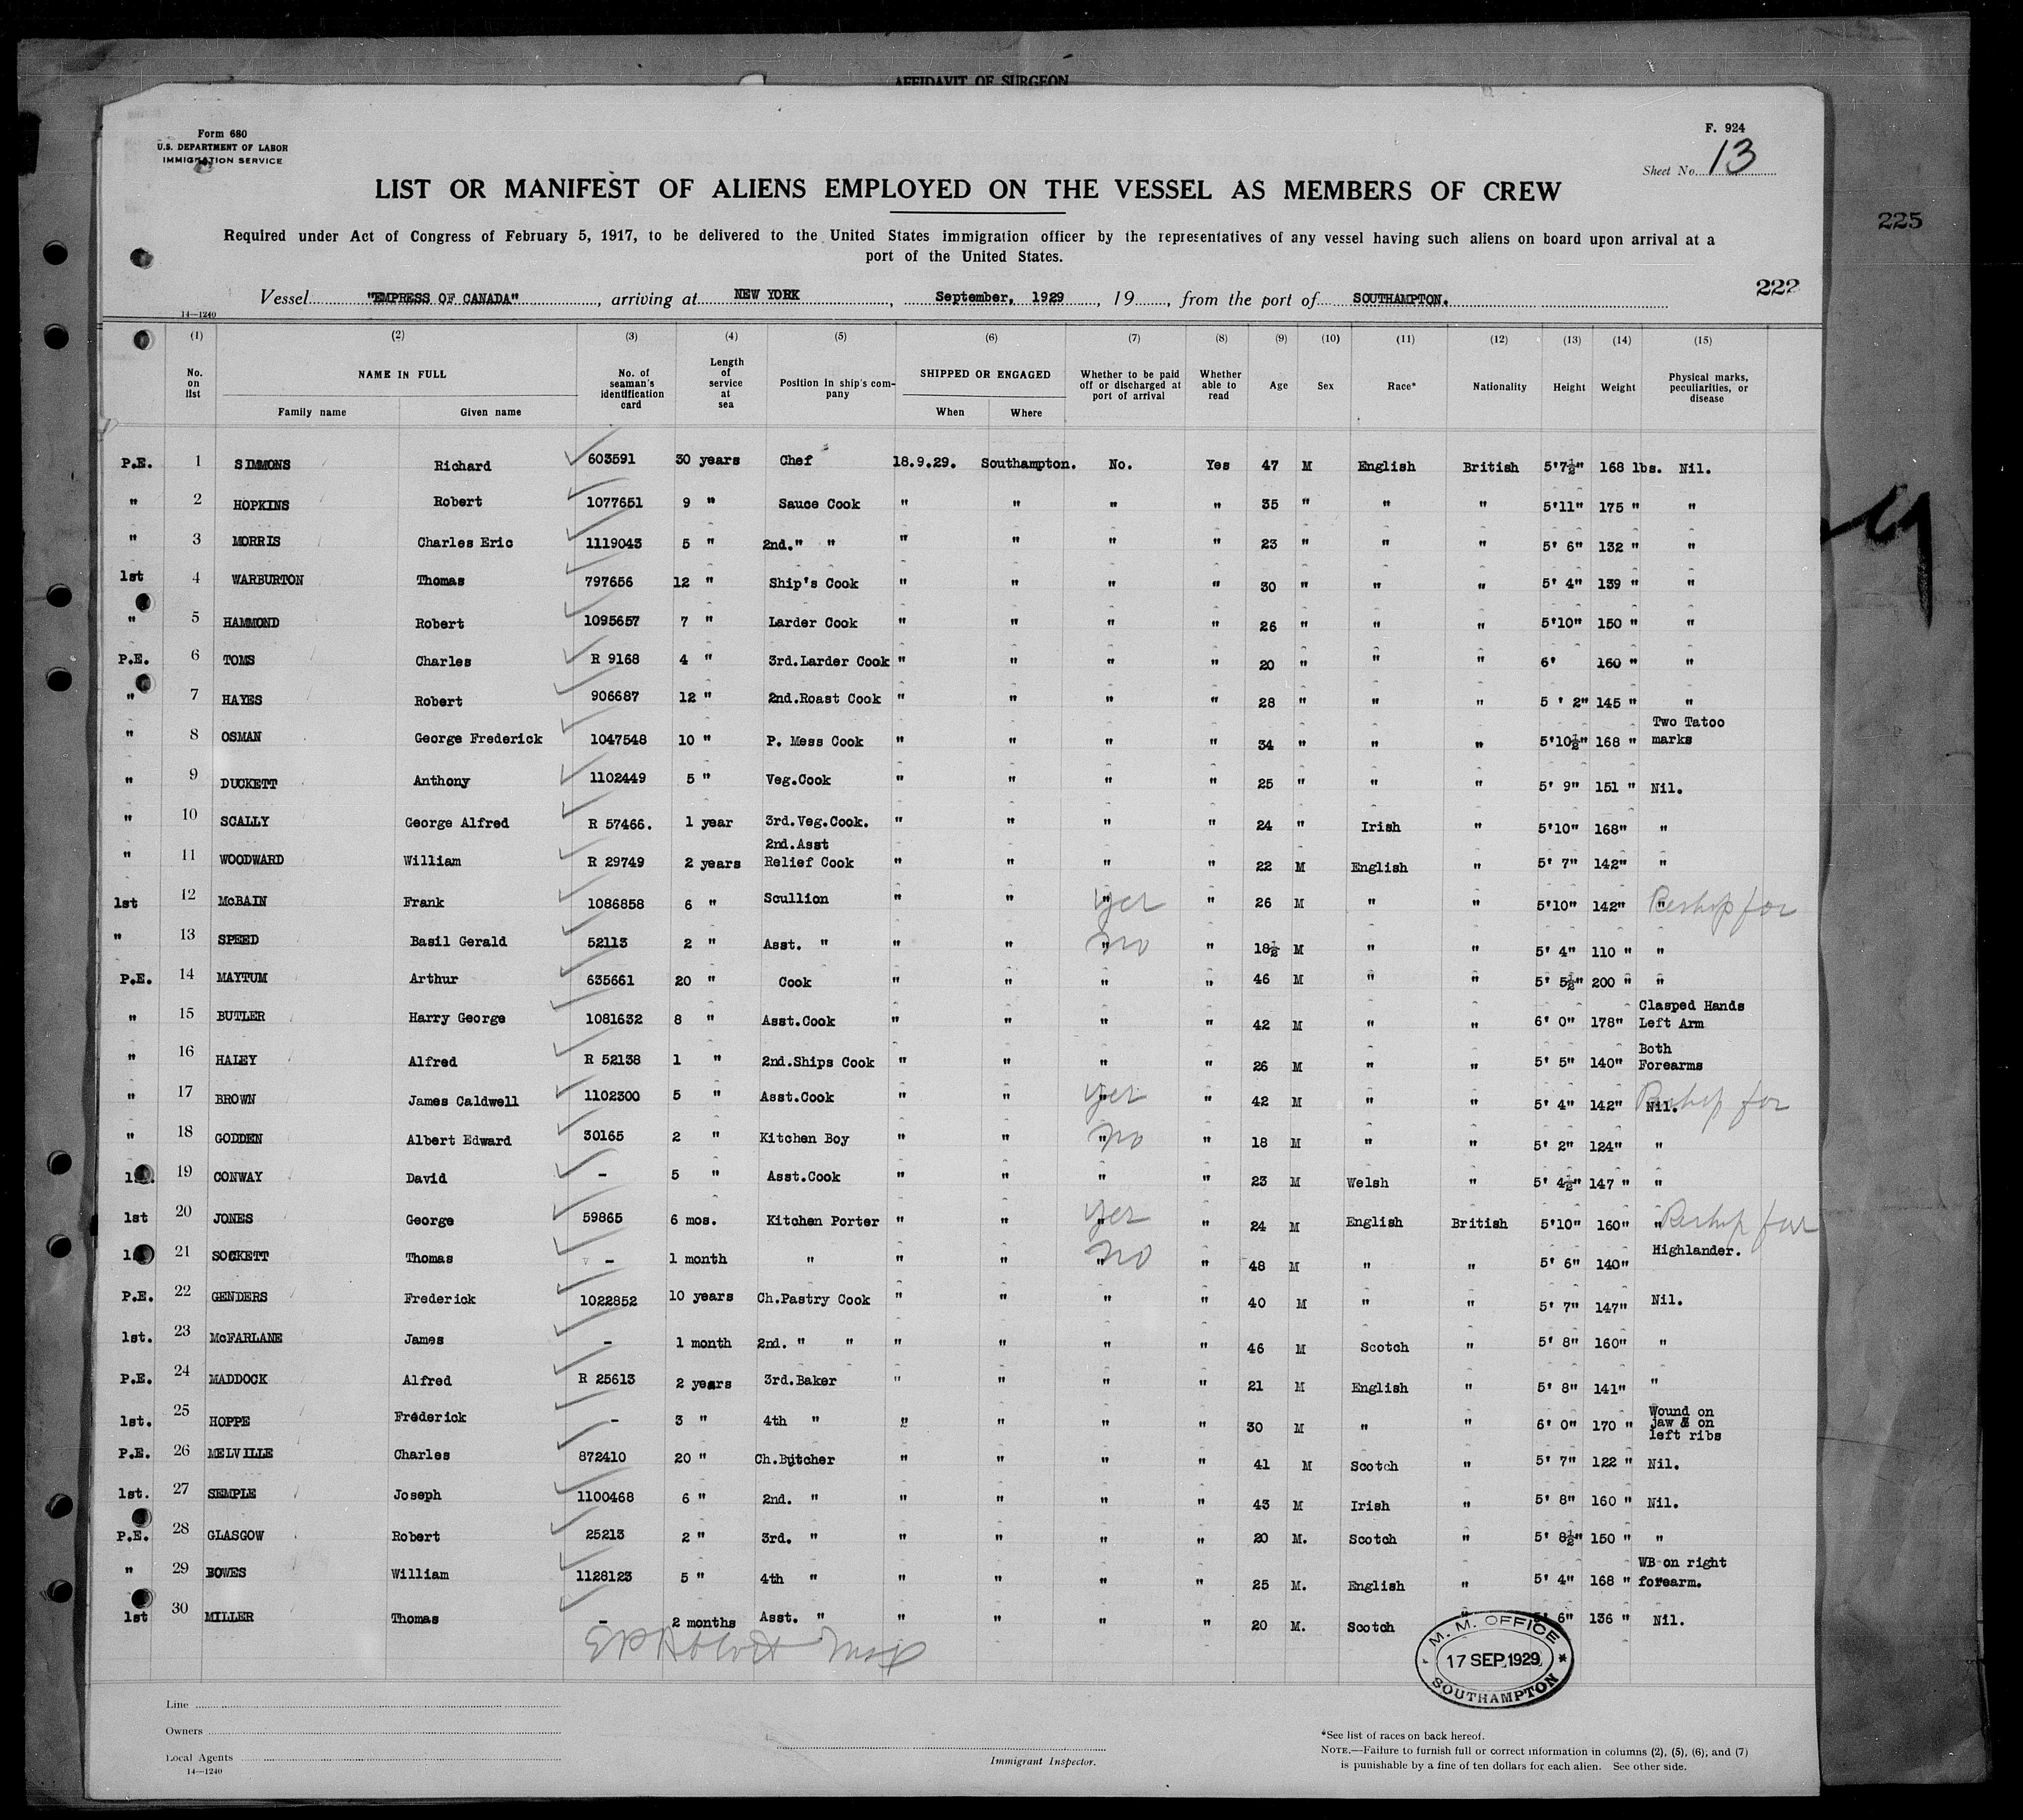 AFFIDAVIT OF SURGEON
Form 680
U.S. DEPARTMENT OF LABOR
IMMIGRATION SERVICE
F. 924
Sheet No. 13
225
LIST OR MANIFEST OF ALIENS EMPLOYED ON THE VESSEL AS MEMBERS OF CREW
Required under Act of Congress of February 5, 1917, to be delivered to the United States immigration officer by the representatives of any vessel having such aliens on board upon arrival at a
port of the United States.
222
Vessel "EMPRESS OF CANADA", arriving at NEW YORK, September, 1929, 19, from the port of SOUTHAMPTON.
14—1240
(1) (2) (3) (4) (5) (6) (7) (8) (9) (10) (11) (12) (13) (14) (15)
No. on list NAME IN FULL Family name Given name No. of seaman's identification card Length of service at sea Position in ship's company SHIPPED OR ENGAGED When Where Whether to be paid off or discharged at port of arrival Whether able to read Age Sex Race* Nationality Height Weight Physical marks, peculiarities, or disease
P.E. 1 SIMMONS Richard 603591 30 years Chef 18.9.29. Southampton. No. Yes 47 M English British 5'7½" 168 lbs. Nil.
" 2 HOPKINS Robert 1077651 9 " Sauce Cook " " " " 35 " " " 5'11" 175 " "
" 3 MORRIS Charles Eric 1119043 5 " 2nd." " " " " " 23 " " " 5' 6" 132 " "
1st 4 WARBURTON Thomas 797656 12 " Ship's Cook " " " " 30 " " " 5' 4" 139 " "
" 5 HAMMOND Robert 1095657 7 " Larder Cook " " " " 26 " " " 5'10" 150 " "
P.E. 6 TOMS Charles R 9168 4 " 3rd.Larder Cook " " " " 20 " " " 6' 160 " "
" 7 HAYES Robert 906687 12 " 2nd.Roast Cook " " " " 28 " " " 5 ' 2" 145 " "
" 8 OSMAN George Frederick 1047548 10 " P. Mess Cook " " " " 34 " " " 5'10½" 168 " Two Tatoo marks
" 9 DUCKETT Anthony 1102449 5 " Veg.Cook " " " " 25 " " " 5' 9" 151 " Nil.
" 10 SCALLY George Alfred R 57466. 1 year 3rd.Veg.Cook. " " " " 24 " Irish " 5'10" 168" "
" 11 WOODWARD William R 29749 2 years 2nd.Asst Relief Cook " " " " 22 M English " 5' 7" 142" "
1st 12 McBAIN Frank 1086858 6 " Scullion " " " yes " 26 M " " 5'10" 142" "
" 13 SPEED Basil Gerald 52113 2 " Asst. " " " " no " 18½ M " " 5' 4" 110 " "
P.E. 14 MAYTUM Arthur 635661 20 " Cook " " " " 46 M " " 5' 5½" 200 " "
" 15 BUTLER Harry George 1081632 8 " Asst.Cook " " " " 42 M " " 6' 0" 178" Clasped Hands Left Arm
" 16 HALEY Alfred R 52138 1 " 2nd.Ships Cook " " " " 26 M " " 5' 5" 140" Both Forearms
" 17 BROWN James Caldwell 1102300 5 " Asst.Cook " " " yes " 42 M " " 5' 4" 142" Nil.
" 18 GODDEN Albert Edward 30165 2 " Kitchen Boy " " " no " 18 M " " 5' 2" 124" "
19 CONWAY David - 5 " Asst.Cook " " " " 23 M Welsh " 5' 4½" 147 " "
1st 20 JONES George 59865 6 mos. Kitchen Porter " " " yes " 24 M English British 5'10" 160" "
21 SOCKETT Thomas - 1 month " " " " no " 48 M " " 5' 6" 140" Highlander.
P.E. 22 GENDERS Frederick 1022852 10 years Ch.Pastry Cook " " " " 40 M " " 5' 7" 147" Nil.
1st. 23 McFARLANE James - 1 month 2nd. " " " " " " 46 M Scotch " 5' 8" 160" "
P.E. 24 MADDOCK Alfred R 25613 2 years 3rd.Baker " " " " 21 M English " 5' 8" 141" "
1st. 25 HOPPE Frederick - 3 " 4th " " " " " 30 M " " 6' 0" 170 " Wound on jaw & on left ribs
P.E. 26 MELVILLE Charles 872410 20 " Ch.Butcher " " " " 41 M Scotch " 5' 7" 122 " Nil.
1st. 27 SEMPLE Joseph 1100468 6 " 2nd. " " " " " 43 M Irish " 5' 8" 160 " Nil.
P.E. 28 GLASGOW Robert 25213 2 " 3rd. " " " " " 20 M. Scotch " 5' 8½" 150 " "
" 29 BOWES William 1128123 5 " 4th " " " " " 25 M. English " 5' 4" 168 " WB on right forearm.
1st 30 MILLER Thomas - 2 months Asst. " " " " " 20 M. Scotch " 5' 6" 136 " Nil.
M. M. OFFICE
17 SEP.1929
SOUTHAMPTON
Line
Owners
Local Agents
14—1240
Immigrant Inspector.
*See list of races on back hereof.
NOTE.—Failure to furnish full or correct information in columns (2), (5), (6), and (7)
is punishable by a fine of ten dollars for each alien. See other side.